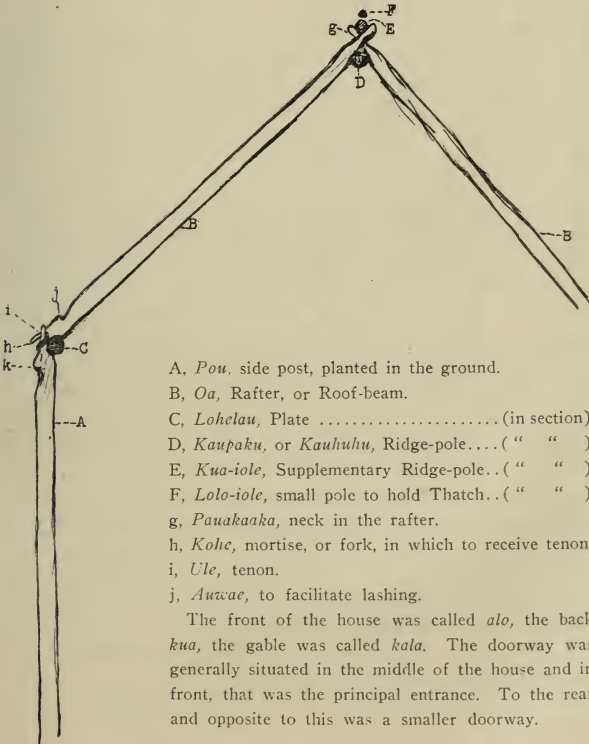 F
g E
D
B
B
j
i
h C
k
A
A, Pou, side post, planted in the ground.
B, Oa, Rafter, or Roof-beam.
C, Lohelau, Plate ......................(in section)
D, Kaupaku, or Kauhuhu, Ridge-pole....( “ “ )
E, Kua-iole, Supplementary Ridge-pole..( “ “ )
F, Lolo-iole, small pole to hold Thatch..( “ “ )
g, Pauakaaka, neck in the rafter.
h, Kohe, mortise, or fork, in which to receive tenon
i, Ule, tenon.
j, Auwae, to facilitate lashing.
The front of the house was called alo, the back
kua, the gable was called kala. The doorway was
generally situated in the middle of the house and in
front, that was the principal entrance. To the rear
and opposite to this was a smaller doorway.